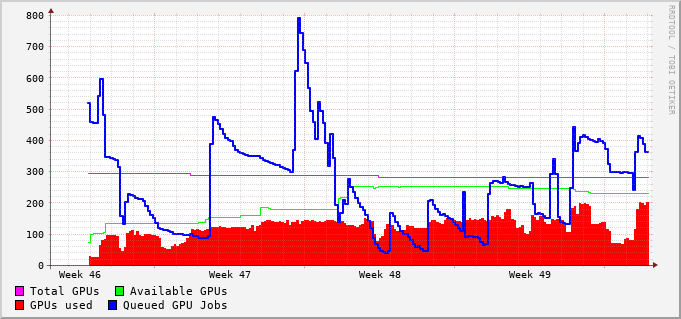 800
700
600
500
400
300
200
100
0
Week 46 Week 47 Week 48 Week 49
Total GPUs Available GPUs
GPUs used Queued GPU Jobs
RRDTOOL / TOBI OETIKER